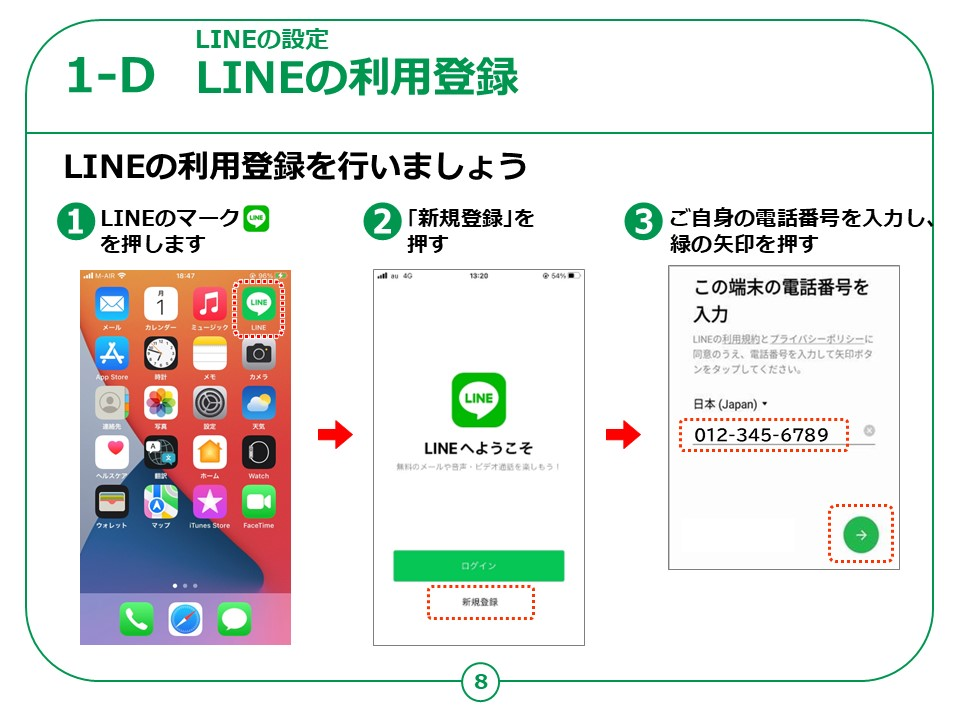 LINEの設定
1-D LINEの利用登録
LINEの利用登録を行いましょう
1 LINEのマーク LINE
を押します
2 ｢新規登録｣を
押す
3 ご自身の電話番号を入力し、
緑の矢印を押す
M-AIR 18:47 96%
月
1
メール カレンダー ミュージック LINE
App Store 時計 メモ カメラ
連絡先 写真 設定 天気
ヘルスケア 翻訳 ホーム Watch
ウォレット マップ iTunes Store FaceTime
au 4G 13:20 54%
LINE
LINEへようこそ
無料のメールや音声・ビデオ通話を楽しもう！
ログイン
新規登録
この端末の電話番号を
入力
LINEの利用規約とプライバシーポリシーに
同意のうえ、電話番号を入力して矢印ボタ
ンをタップしてください。
日本 (Japan)
012-345-6789
8